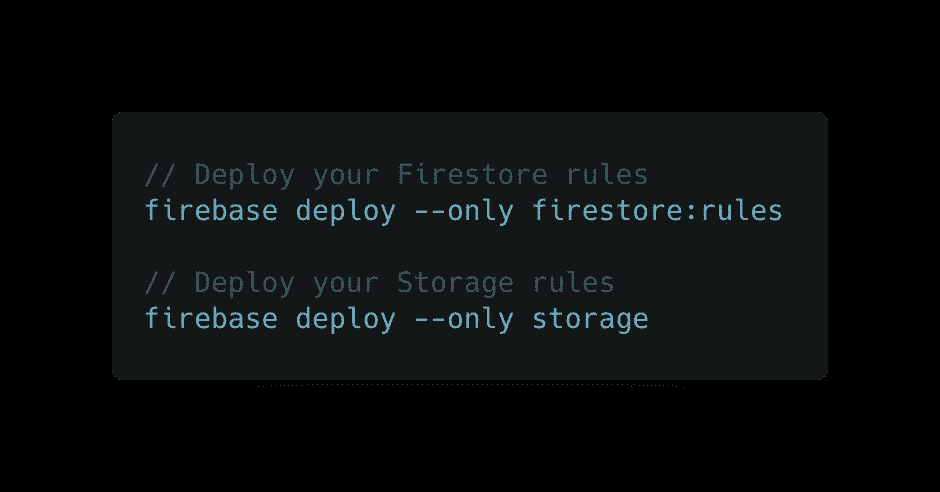 // Deploy your Firestore rules
firebase deploy --only firestore:rules
// Deploy your Storage rules
firebase deploy --only storage